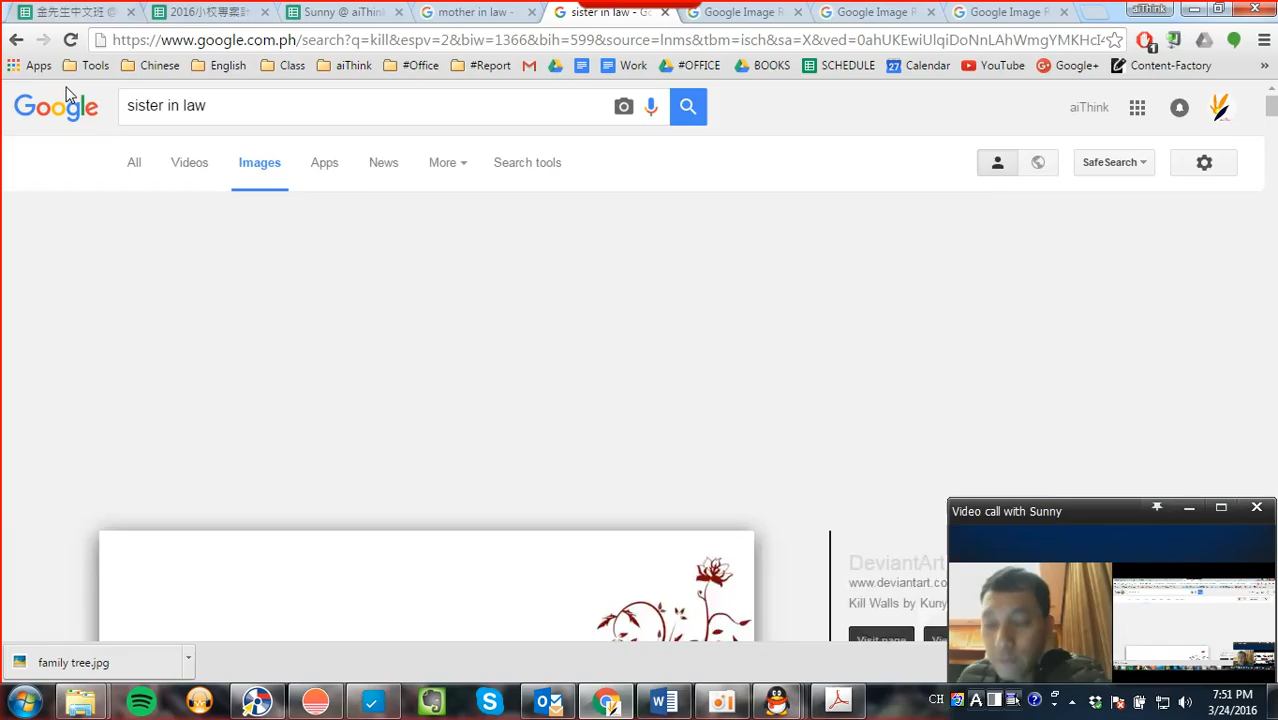 金先生中文班 @
2016小校專案計
Sunny @ aiThink
mother in law -
sister in law - Go
Google Image R
Google Image R
Google Image R
aiThink
https://www.google.com.ph/search?q=kill&espv=2&biw=1366&bih=599&source=lnms&tbm=isch&sa=X&ved=0ahUKEwiUlqiDoNnLAhWmgYMKHcI
Apps
Tools
Chinese
English
Class
aiThink
#Office
#Report
Work
#OFFICE
BOOKS
SCHEDULE
27
Calendar
YouTube
Google+
Content-Factory
Google
sister in law
aiThink
All
Videos
Images
Apps
News
More
Search tools
SafeSearch
Video call with Sunny
DeviantArt
www.deviantart.co
Kill Walls by Kuny
Visit page
family tree.jpg
CH
7:51 PM
3/24/2016